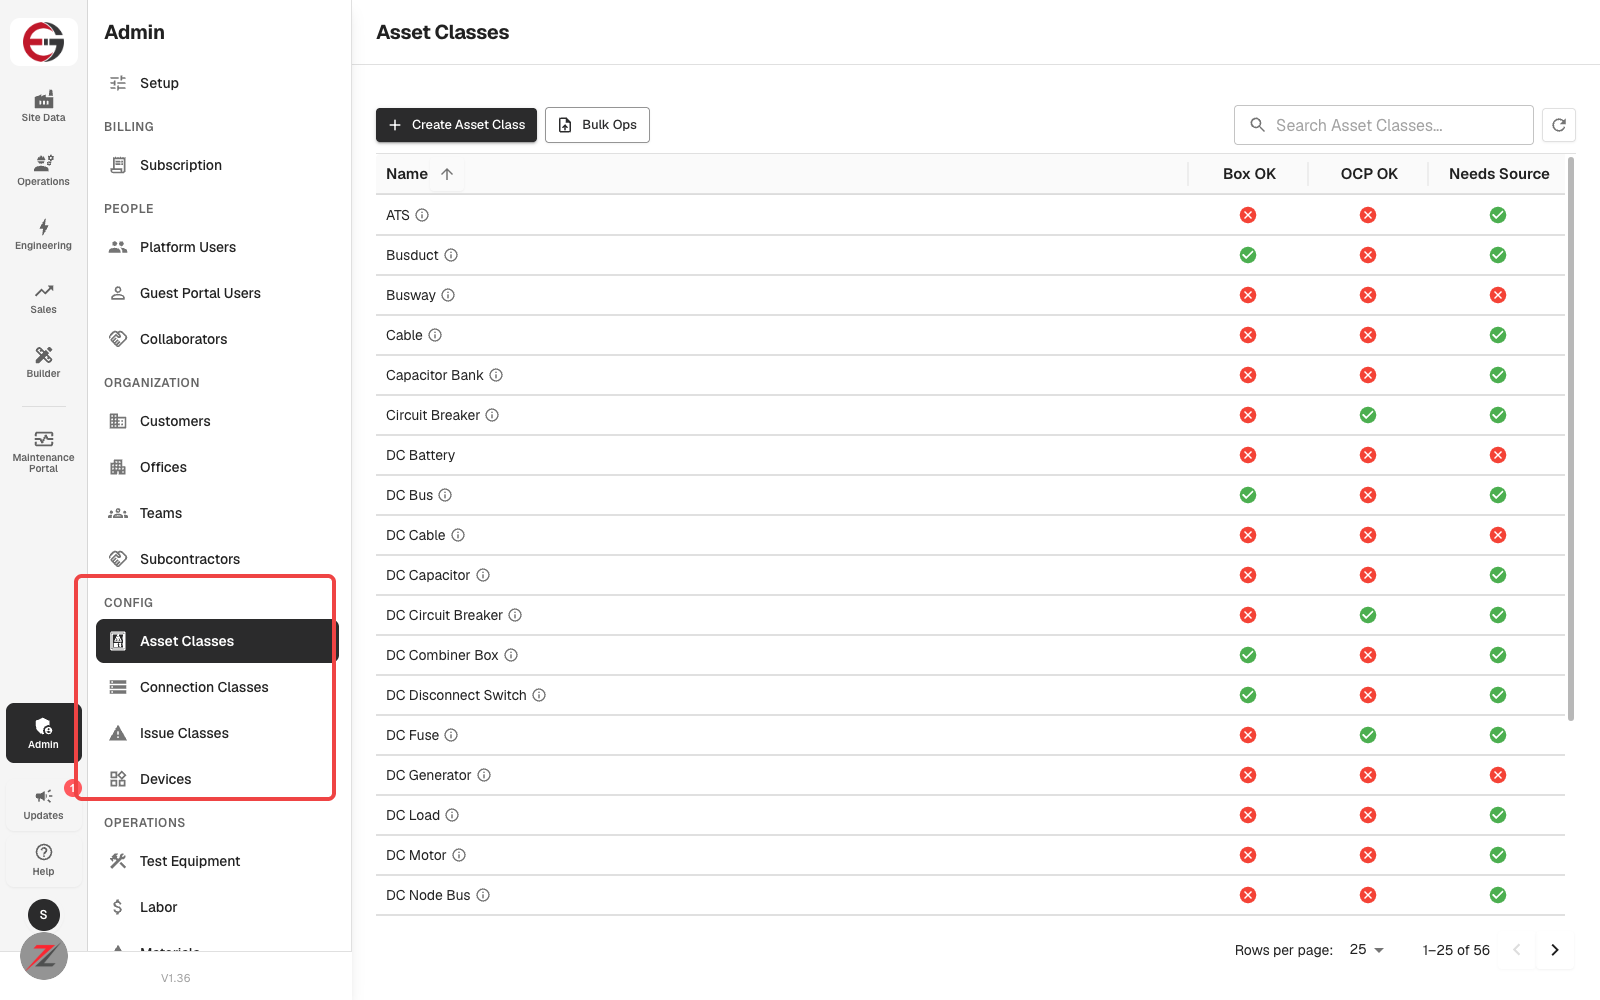 Site Data
Operations
Engineering
Sales
Builder
Maintenance
Portal
Admin
1
Updates
Help
S
Admin
Setup
BILLING
Subscription
PEOPLE
Platform Users
Guest Portal Users
Collaborators
ORGANIZATION
Customers
Offices
Teams
Subcontractors
CONFIG
Asset Classes
Connection Classes
Issue Classes
Devices
OPERATIONS
Test Equipment
Labor
Materials
V1.36
Asset Classes
Create Asset Class
Bulk Ops
Search Asset Classes...
Name Box OK OCP OK Needs Source
ATS
Busduct
Busway
Cable
Capacitor Bank
Circuit Breaker
DC Battery
DC Bus
DC Cable
DC Capacitor
DC Circuit Breaker
DC Combiner Box
DC Disconnect Switch
DC Fuse
DC Generator
DC Load
DC Motor
DC Node Bus
Rows per page: 25 1–25 of 56